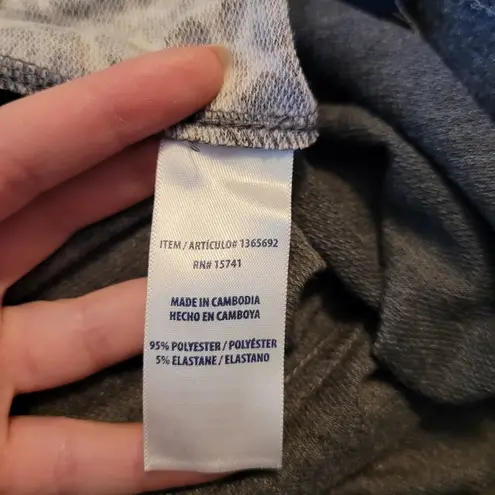 ITEM / ARTÍCULO# 1365692
RN# 15741
MADE IN CAMBODIA
HECHO EN CAMBOYA
95% POLYESTER / POLYÉSTER
5% ELASTANE / ELASTANO